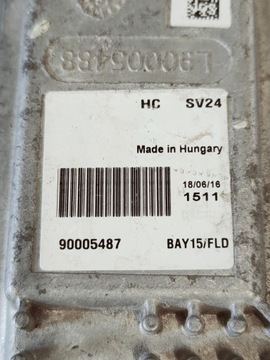 L90005488
HC SV24
Made in Hungary
18/06/16
1511
90005487 BAY15/FLD